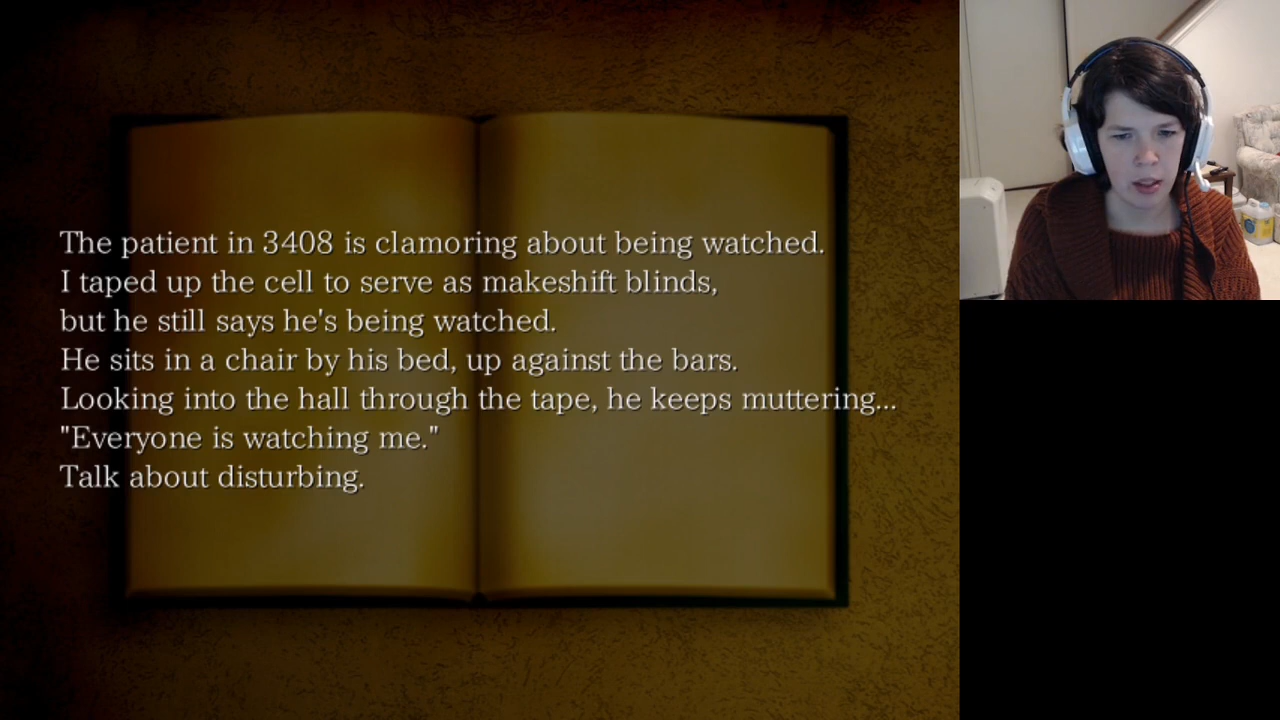 The patient in 3408 is clamoring about being watched.
I taped up the cell to serve as makeshift blinds,
but he still says he's being watched.
He sits in a chair by his bed, up against the bars.
Looking into the hall through the tape, he keeps muttering...
"Everyone is watching me."
Talk about disturbing.